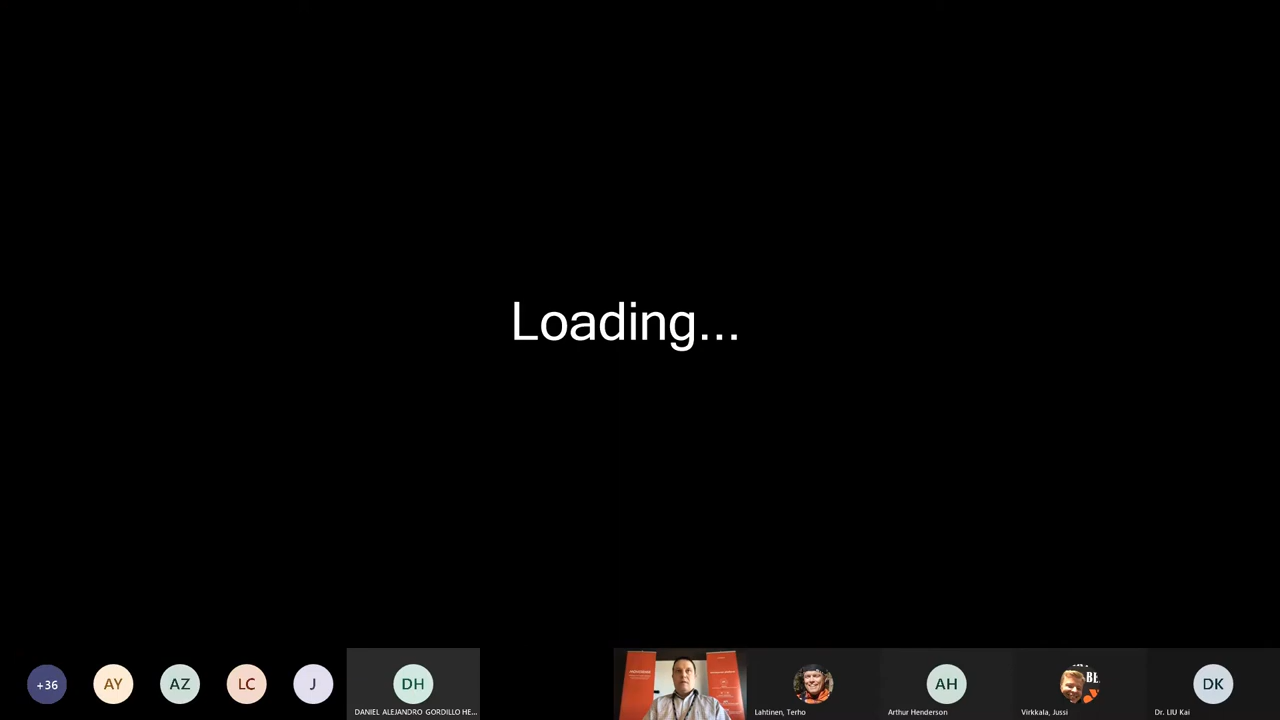 Loading...
+36
AY
AZ
LC
J
DH
DANIEL ALEJANDRO GORDILLO HE...
Lahtinen, Terho
AH
Arthur Henderson
Virkkala, Jussi
DK
Dr. LIU Kai